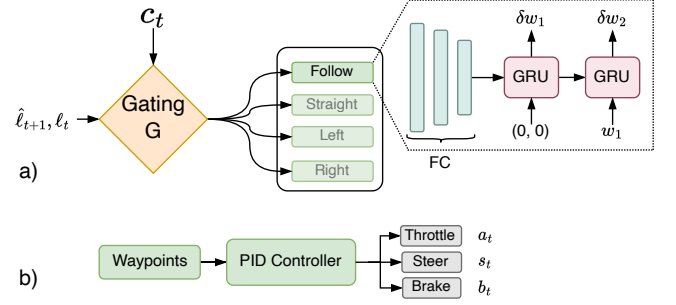 c_t
δw_1
δw_2
Follow
GRU
GRU
Gating
G
Straight
ℓ̂_{t+1}, ℓ_t
Left
(0, 0)
w_1
Right
FC
a)
Waypoints
PID Controller
Throttle
a_t
Steer
s_t
Brake
b_t
b)